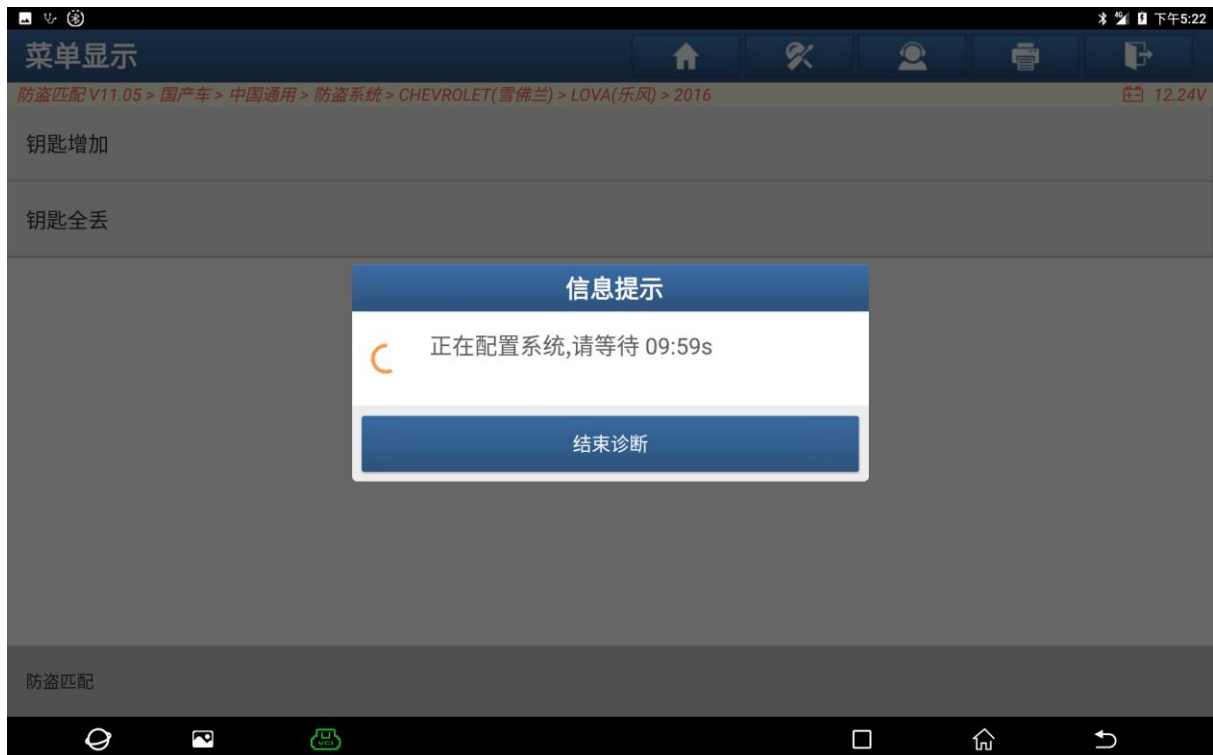 4G 下午5:22
菜单显示
防盗匹配 V11.05 > 国产车 > 中国通用 > 防盗系统 > CHEVROLET(雪佛兰) > LOVA(乐风) > 2016 12.24V
钥匙增加
钥匙全丢
信息提示
正在配置系统,请等待 09:59s
结束诊断
防盗匹配
VCI